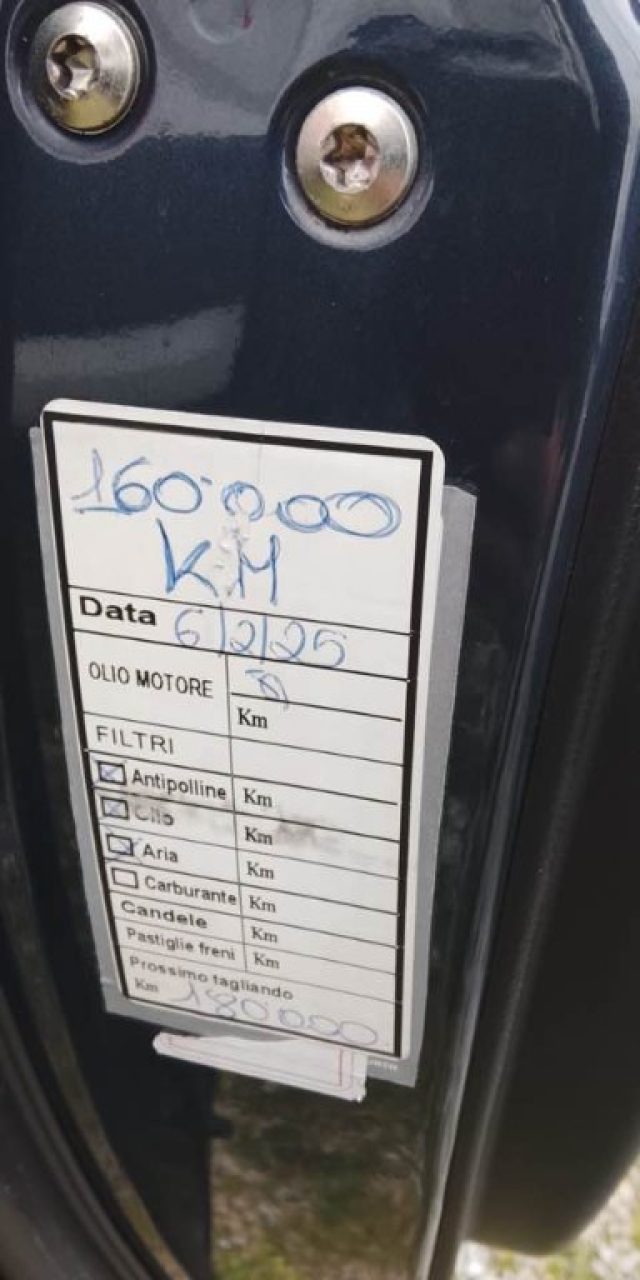 160.000
KM
Data 6/2/25
OLIO MOTORE
Km
FILTRI
Antipolline Km
Olio Km
Aria Km
Carburante Km
Candele Km
Pastiglie freni Km
Prossimo tagliando
Km 180000